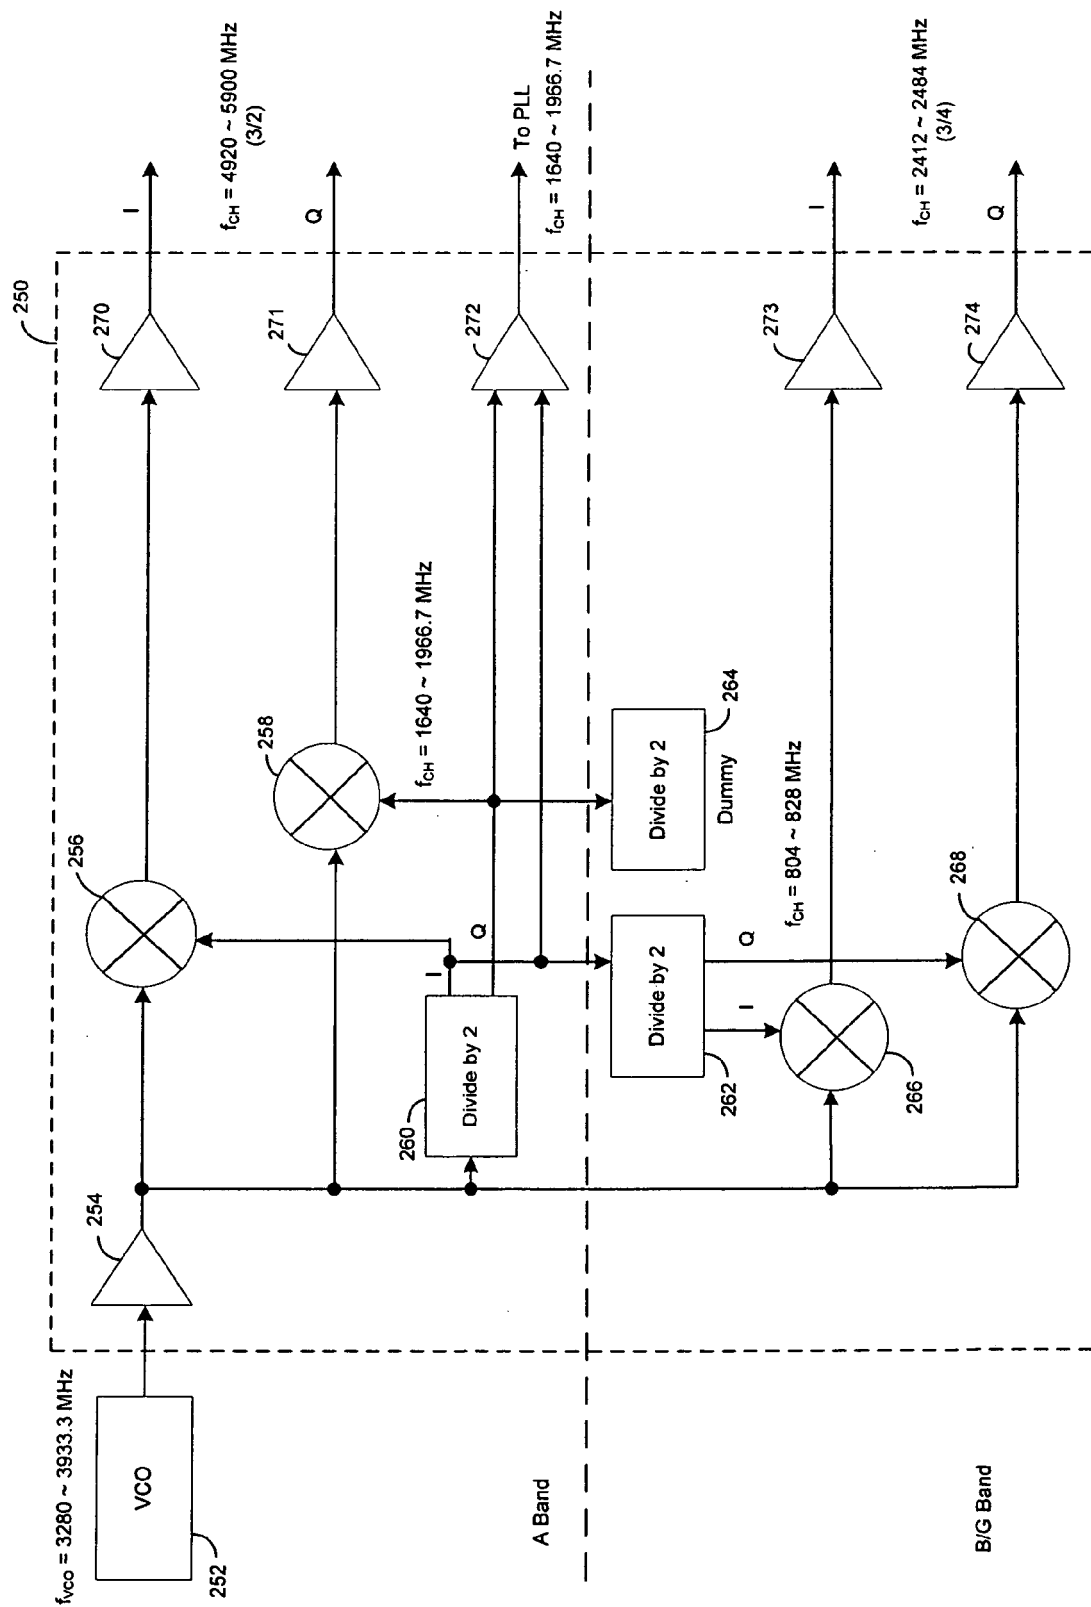 250
f_VCO = 3280 ~ 3933.3 MHz
VCO
252
254
256
258
260
Divide by 2
I
Q
f_CH = 1640 ~ 1966.7 MHz
270
271
272
I
f_CH = 4920 ~ 5900 MHz
(3/2)
Q
To PLL
f_CH = 1640 ~ 1966.7 MHz
A Band
B/G Band
Divide by 2
262
I
Q
Divide by 2
264
Dummy
f_CH = 804 ~ 828 MHz
266
268
273
274
I
f_CH = 2412 ~ 2484 MHz
(3/4)
Q